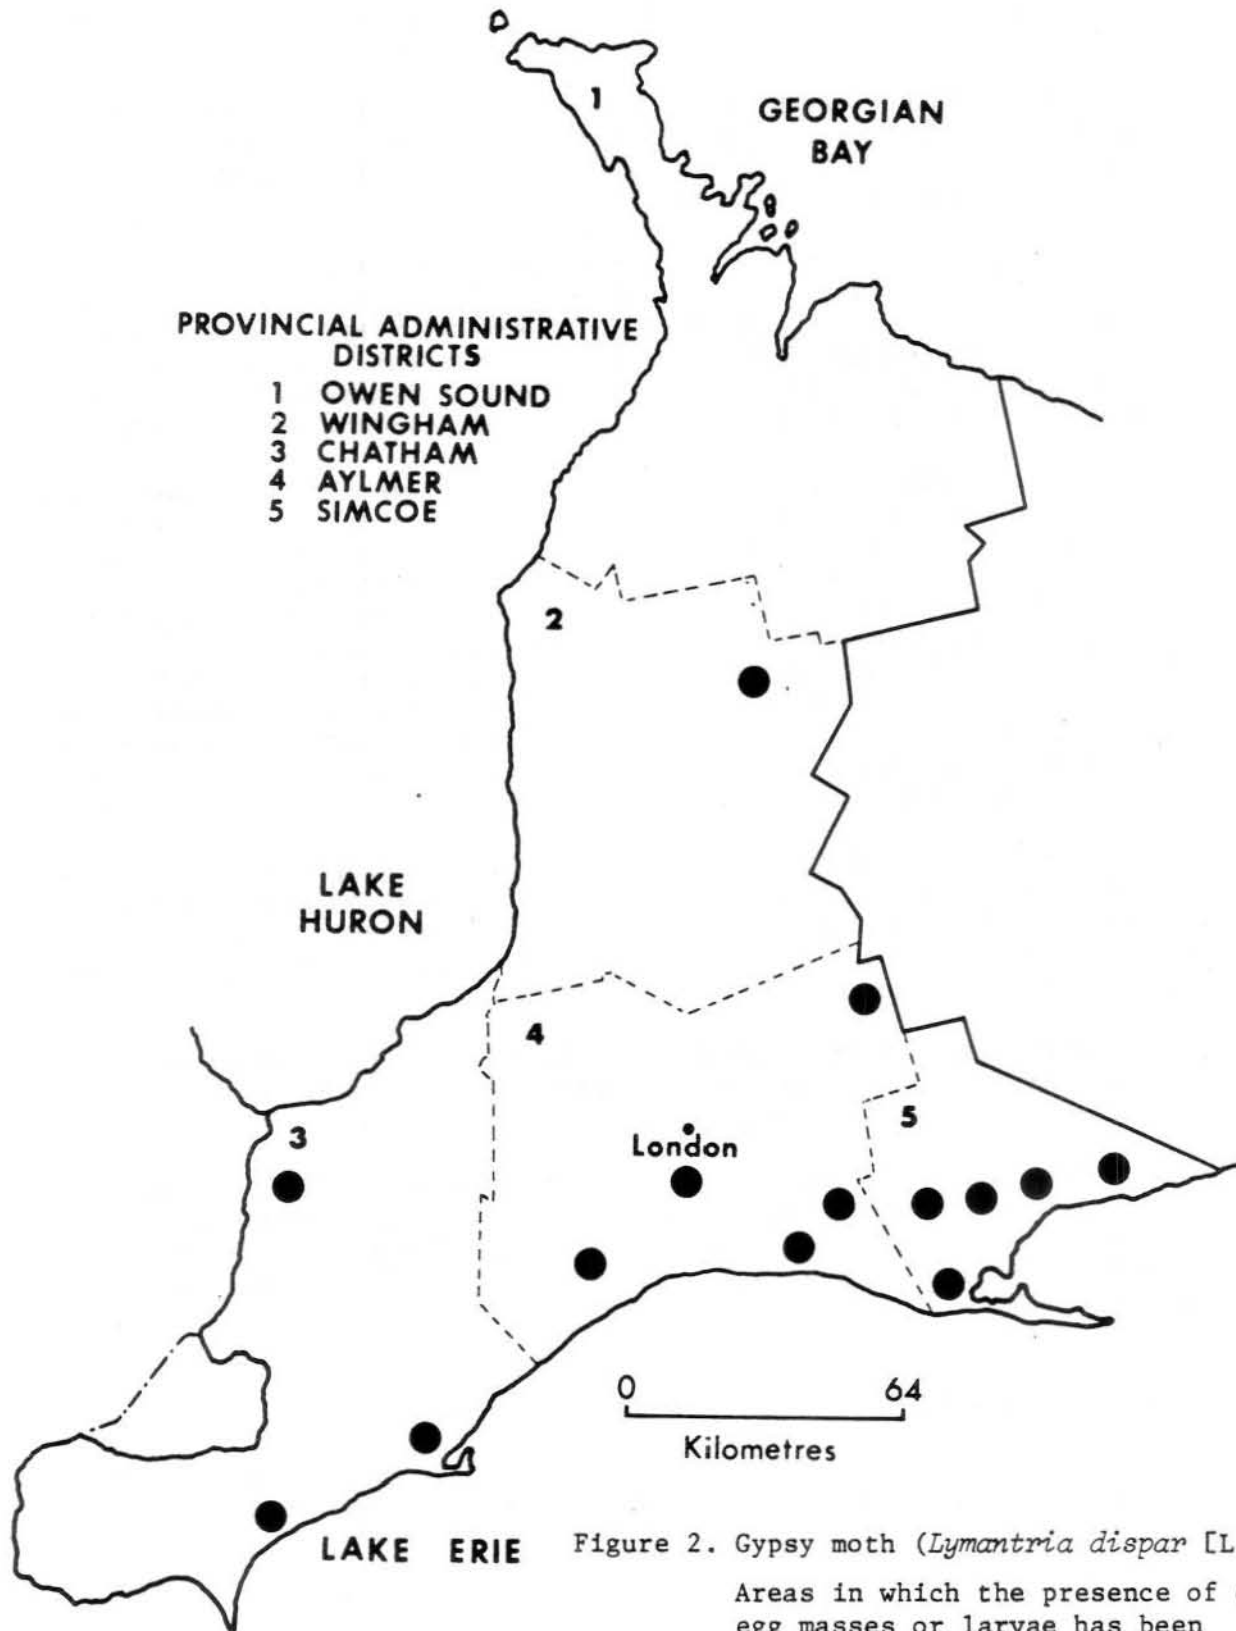 1
GEORGIAN
BAY
PROVINCIAL ADMINISTRATIVE
DISTRICTS
1 OWEN SOUND
2 WINGHAM
3 CHATHAM
4 AYLMER
5 SIMCOE
2
LAKE
HURON
4
3
5
London
0 64
Kilometres
LAKE ERIE
Figure 2. Gypsy moth (Lymantria dispar [L
Areas in which the presence of
egg masses or larvae has been